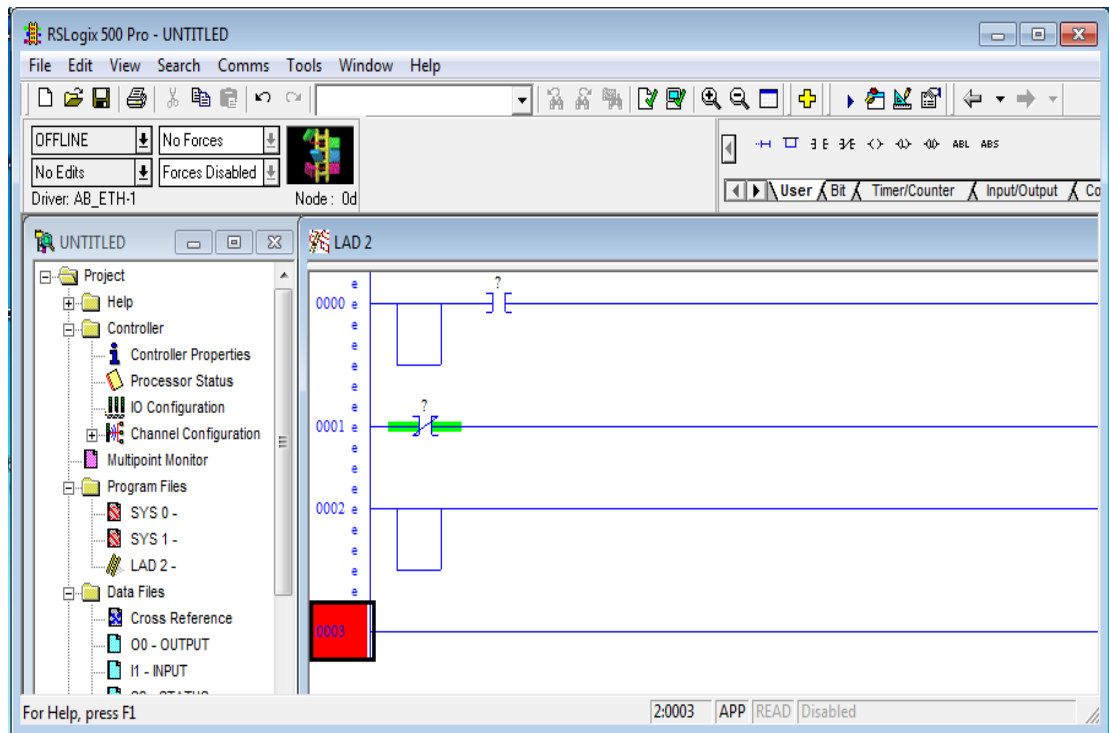 RSLogix 500 Pro - UNTITLED
File Edit View Search Comms Tools Window Help
OFFLINE No Forces
No Edits Forces Disabled
Driver: AB_ETH-1 Node : 0d
ABL ABS
User Bit Timer/Counter Input/Output Co
UNTITLED
Project
Help
Controller
Controller Properties
Processor Status
IO Configuration
Channel Configuration
Multipoint Monitor
Program Files
SYS 0 -
SYS 1 -
LAD 2 -
Data Files
Cross Reference
O0 - OUTPUT
I1 - INPUT
LAD 2
e
?
0000 e
e
e
e
e
e
?
0001 e
e
e
e
0002 e
e
e
e
e
0003
For Help, press F1
2:0003 APP READ Disabled